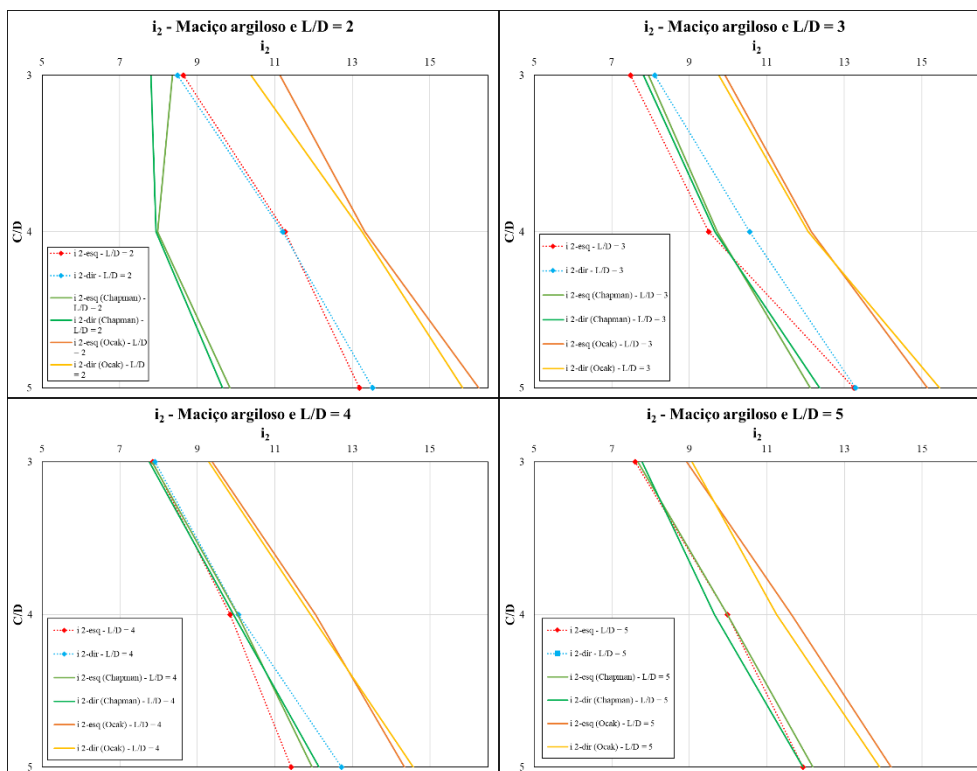 i₂ - Maciço argiloso e L/D = 2
i₂
5 7 9 11 13 15
3
4
5
C/D
i 2-esq - L/D = 2
i 2-dir - L/D = 2
i 2-esq (Chapman) -
L/D = 2
i 2-dir (Chapman) -
L/D = 2
i 2-esq (Ocak) - L/D
= 2
i 2-dir (Ocak) - L/D
= 2
i₂ - Maciço argiloso e L/D = 3
i₂
5 7 9 11 13 15
3
4
5
C/D
i 2-esq - L/D = 3
i 2-dir - L/D = 3
i 2-esq (Chapman) - L/D = 3
i 2-dir (Chapman) - L/D = 3
i 2-esq (Ocak) - L/D = 3
i 2-dir (Ocak) - L/D = 3
i₂ - Maciço argiloso e L/D = 4
i₂
5 7 9 11 13 15
3
4
5
C/D
i 2-esq - L/D = 4
i 2-dir - L/D = 4
i 2-esq (Chapman) - L/D = 4
i 2-dir (Chapman) - L/D = 4
i 2-esq (Ocak) - L/D = 4
i 2-dir (Ocak) - L/D = 4
i₂ - Maciço argiloso e L/D = 5
i₂
5 7 9 11 13 15
3
4
5
C/D
i 2-esq - L/D = 5
i 2-dir - L/D = 5
i 2-esq (Chapman) - L/D = 5
i 2-dir (Chapman) - L/D = 5
i 2-esq (Ocak) - L/D = 5
i 2-dir (Ocak) - L/D = 5